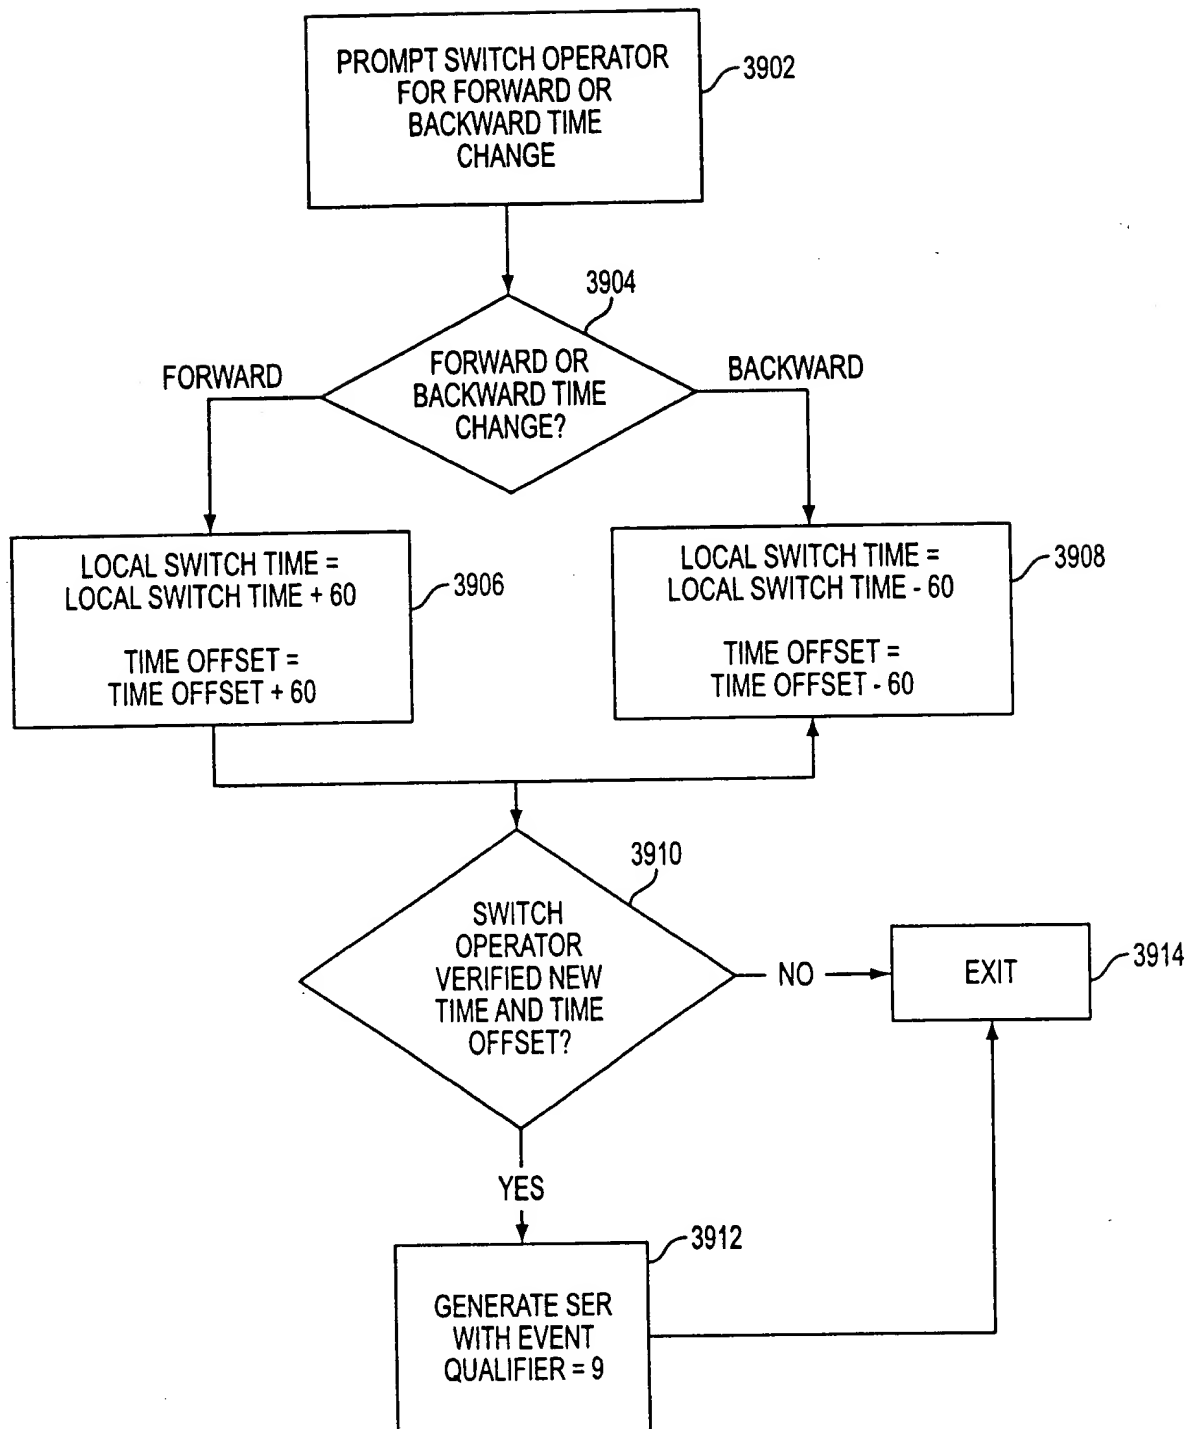 PROMPT SWITCH OPERATOR
FOR FORWARD OR
BACKWARD TIME
CHANGE
3902
3904
FORWARD OR
BACKWARD TIME
CHANGE?
FORWARD
BACKWARD
LOCAL SWITCH TIME =
LOCAL SWITCH TIME + 60
TIME OFFSET =
TIME OFFSET + 60
3906
LOCAL SWITCH TIME =
LOCAL SWITCH TIME - 60
TIME OFFSET =
TIME OFFSET - 60
3908
3910
SWITCH
OPERATOR
VERIFIED NEW
TIME AND TIME
OFFSET?
NO
EXIT
3914
YES
3912
GENERATE SER
WITH EVENT
QUALIFIER = 9